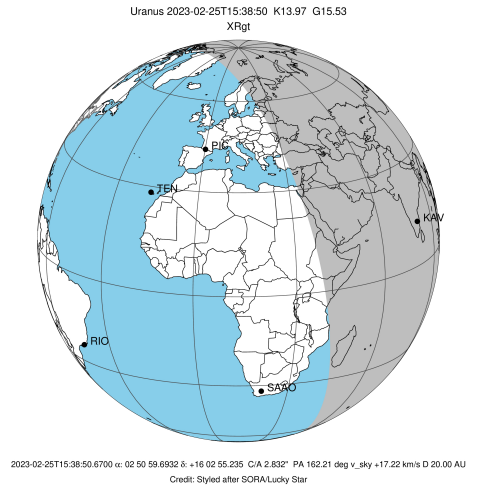 Uranus 2023-02-25T15:38:50 K13.97 G15.53
XRgt
PIC
TEN
KAV
RIO
SAAO
2023-02-25T15:38:50.6700 α: 02 50 59.6932 δ: +16 02 55.235 C/A 2.832" PA 162.21 deg v_sky +17.22 km/s D 20.00 AU
Credit: Styled after SORA/Lucky Star